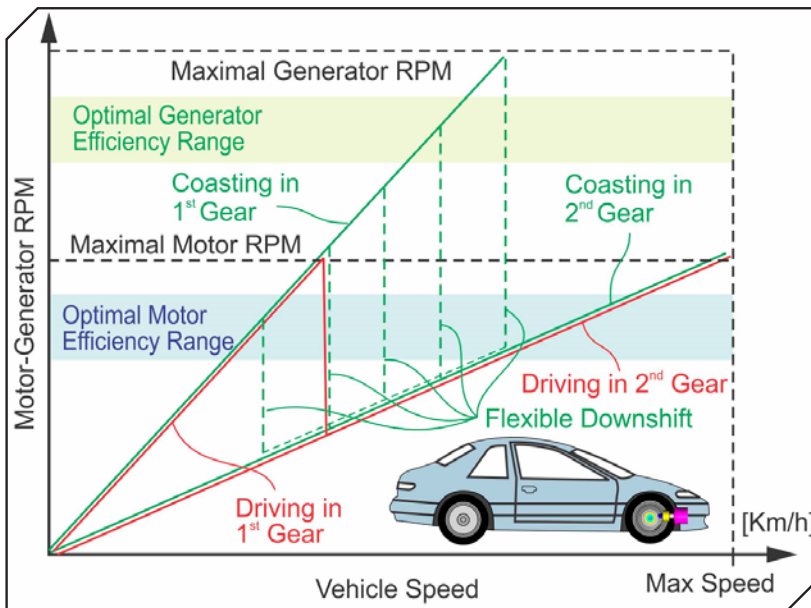 Maximal Generator RPM
Optimal Generator
Efficiency Range
Coasting in
1st Gear
Coasting in
2nd Gear
Maximal Motor RPM
Optimal Motor
Efficiency Range
Motor-Generator RPM
Driving in 2nd Gear
Flexible Downshift
Driving in
1st Gear
[Km/h]
Vehicle Speed
Max Speed